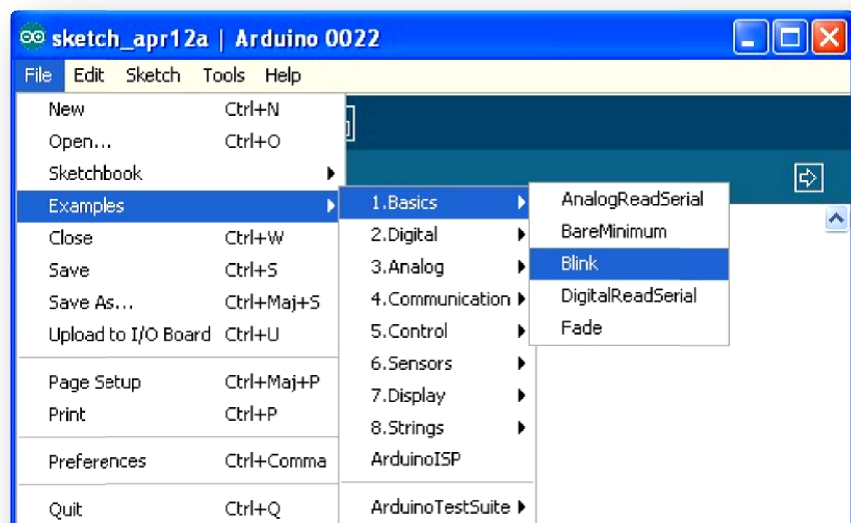 sketch_apr12a | Arduino 0022
File Edit Sketch Tools Help
New Ctrl+N
Open... Ctrl+O
Sketchbook
Examples
Close Ctrl+W
Save Ctrl+S
Save As... Ctrl+Maj+S
Upload to I/O Board Ctrl+U
Page Setup Ctrl+Maj+P
Print Ctrl+P
Preferences Ctrl+Comma
Quit Ctrl+Q
1.Basics
2.Digital
3.Analog
4.Communication
5.Control
6.Sensors
7.Display
8.Strings
ArduinoISP
ArduinoTestSuite
AnalogReadSerial
BareMinimum
Blink
DigitalReadSerial
Fade